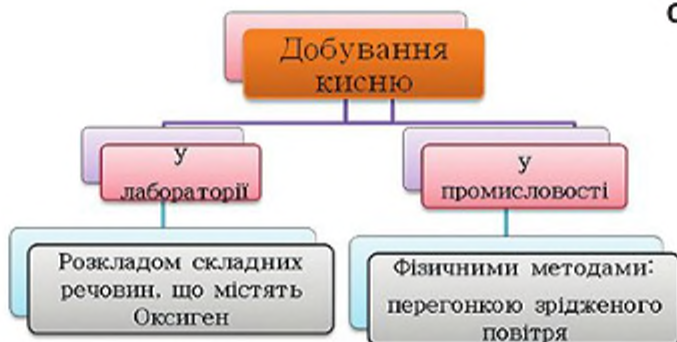 Добування
кисню
У
лабораторії
У
промисловості
Розкладом складних
речовин, що містять
Оксиген
Фізичними методами:
перегонкою зрідженого
повітря